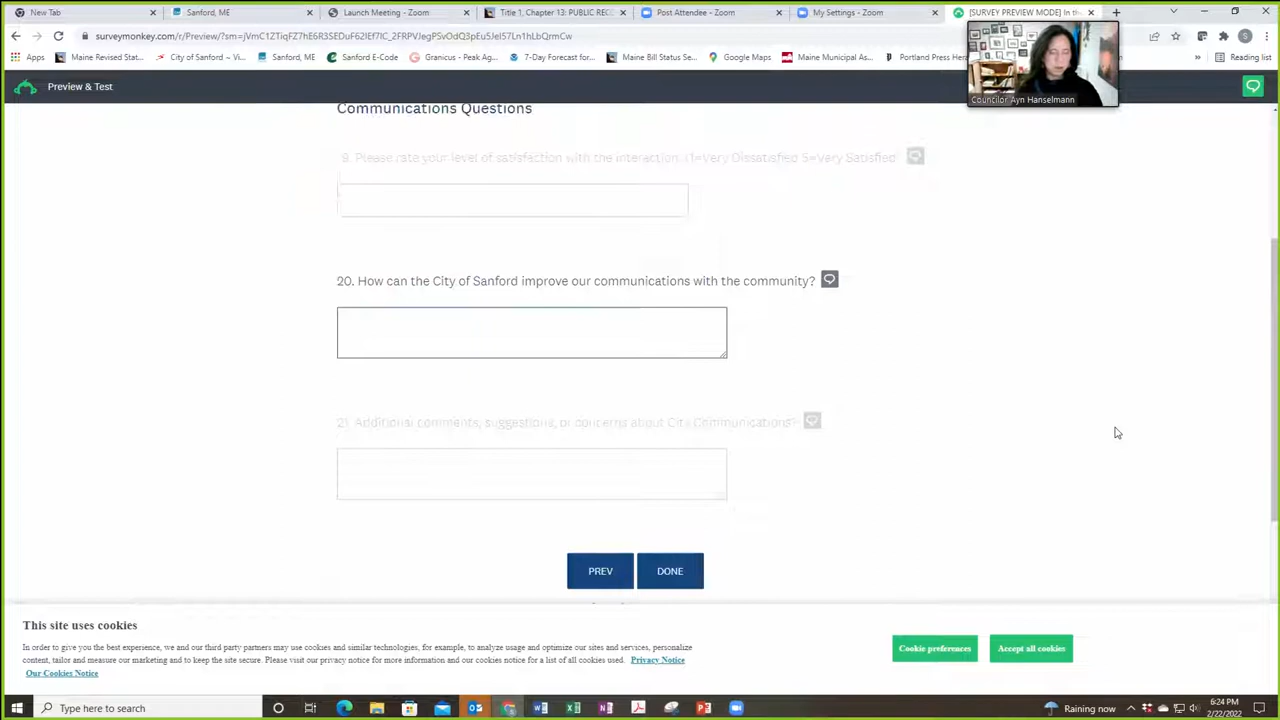 New Tab
Sanford, ME
Launch Meeting - Zoom
Title 1, Chapter 13: PUBLIC REC
Post Attendee - Zoom
My Settings - Zoom
[SURVEY PREVIEW MODE] In th
Apps
Maine Revised Stat...
City of Sanford ~ Vi
Sanford E-Code
Granicus - Peak Ag...
7-Day Forecast for...
Maine Bill Status Se...
Google Maps
Maine Municipal As...
Portland Press Hera
»
Reading list
Preview & Test
Councilor Ayn Hanselmann
Communications Questions
9. Please rate your level of satisfaction with the interaction. (1=Very Dissatisfied 5=Very Satisfied
20. How can the City of Sanford improve our communications with the community?
21. Additional comments, suggestions, or concerns about City Communications?
PREV
DONE
This site uses cookies
In order to give you the best experience, we and our third party partners may use cookies and similar technologies, for example, to analyze usage and optimize our sites and services, personalize
content, tailor and measure our marketing and to keep the site secure. Please visit our privacy notice for more information and our cookies notice for a list of all cookies used. Privacy Notice
Our Cookies Notice
Cookie preferences
Accept all cookies
Type here to search
Raining now
6:24 PM
2/22/2022